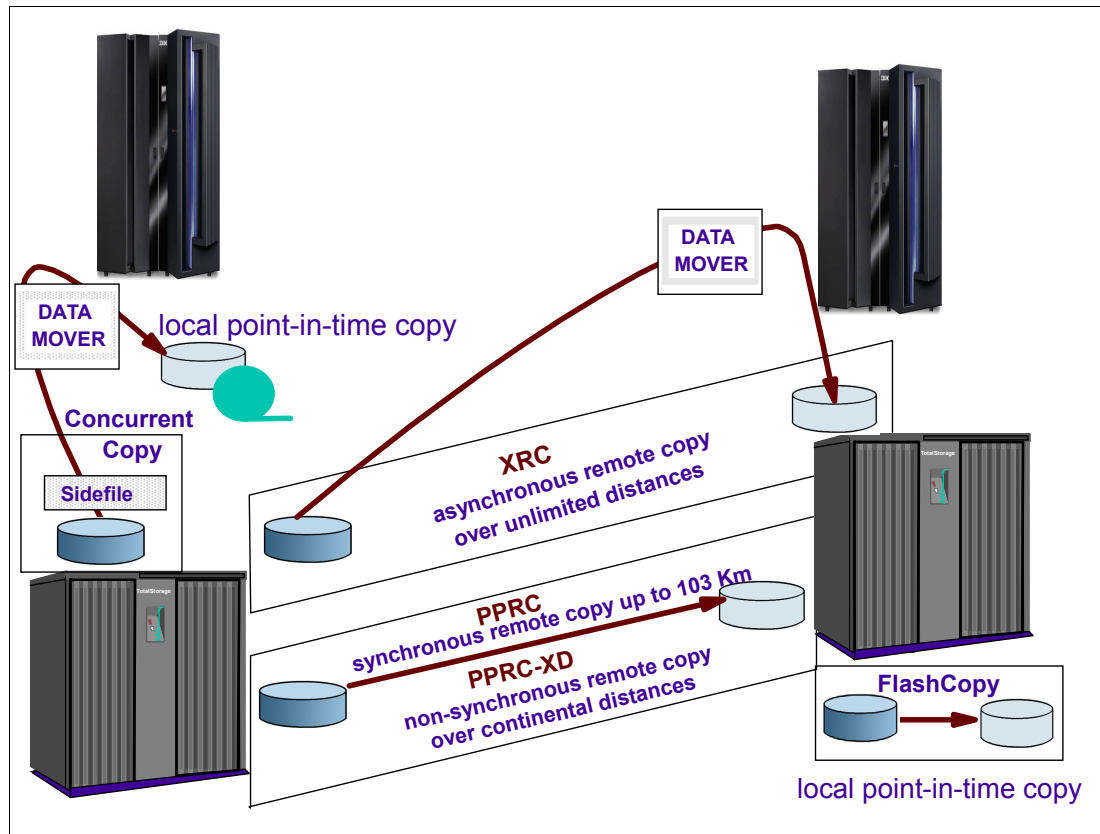 DATA
MOVER
local point-in-time copy
Concurrent
Copy
Sidefile
TotalStorage
DATA
MOVER
XRC
asynchronous remote copy
over unlimited distances
PPRC
synchronous remote copy up to 103 Km
PPRC-XD
non-synchronous remote copy
over continental distances
TotalStorage
FlashCopy
local point-in-time copy